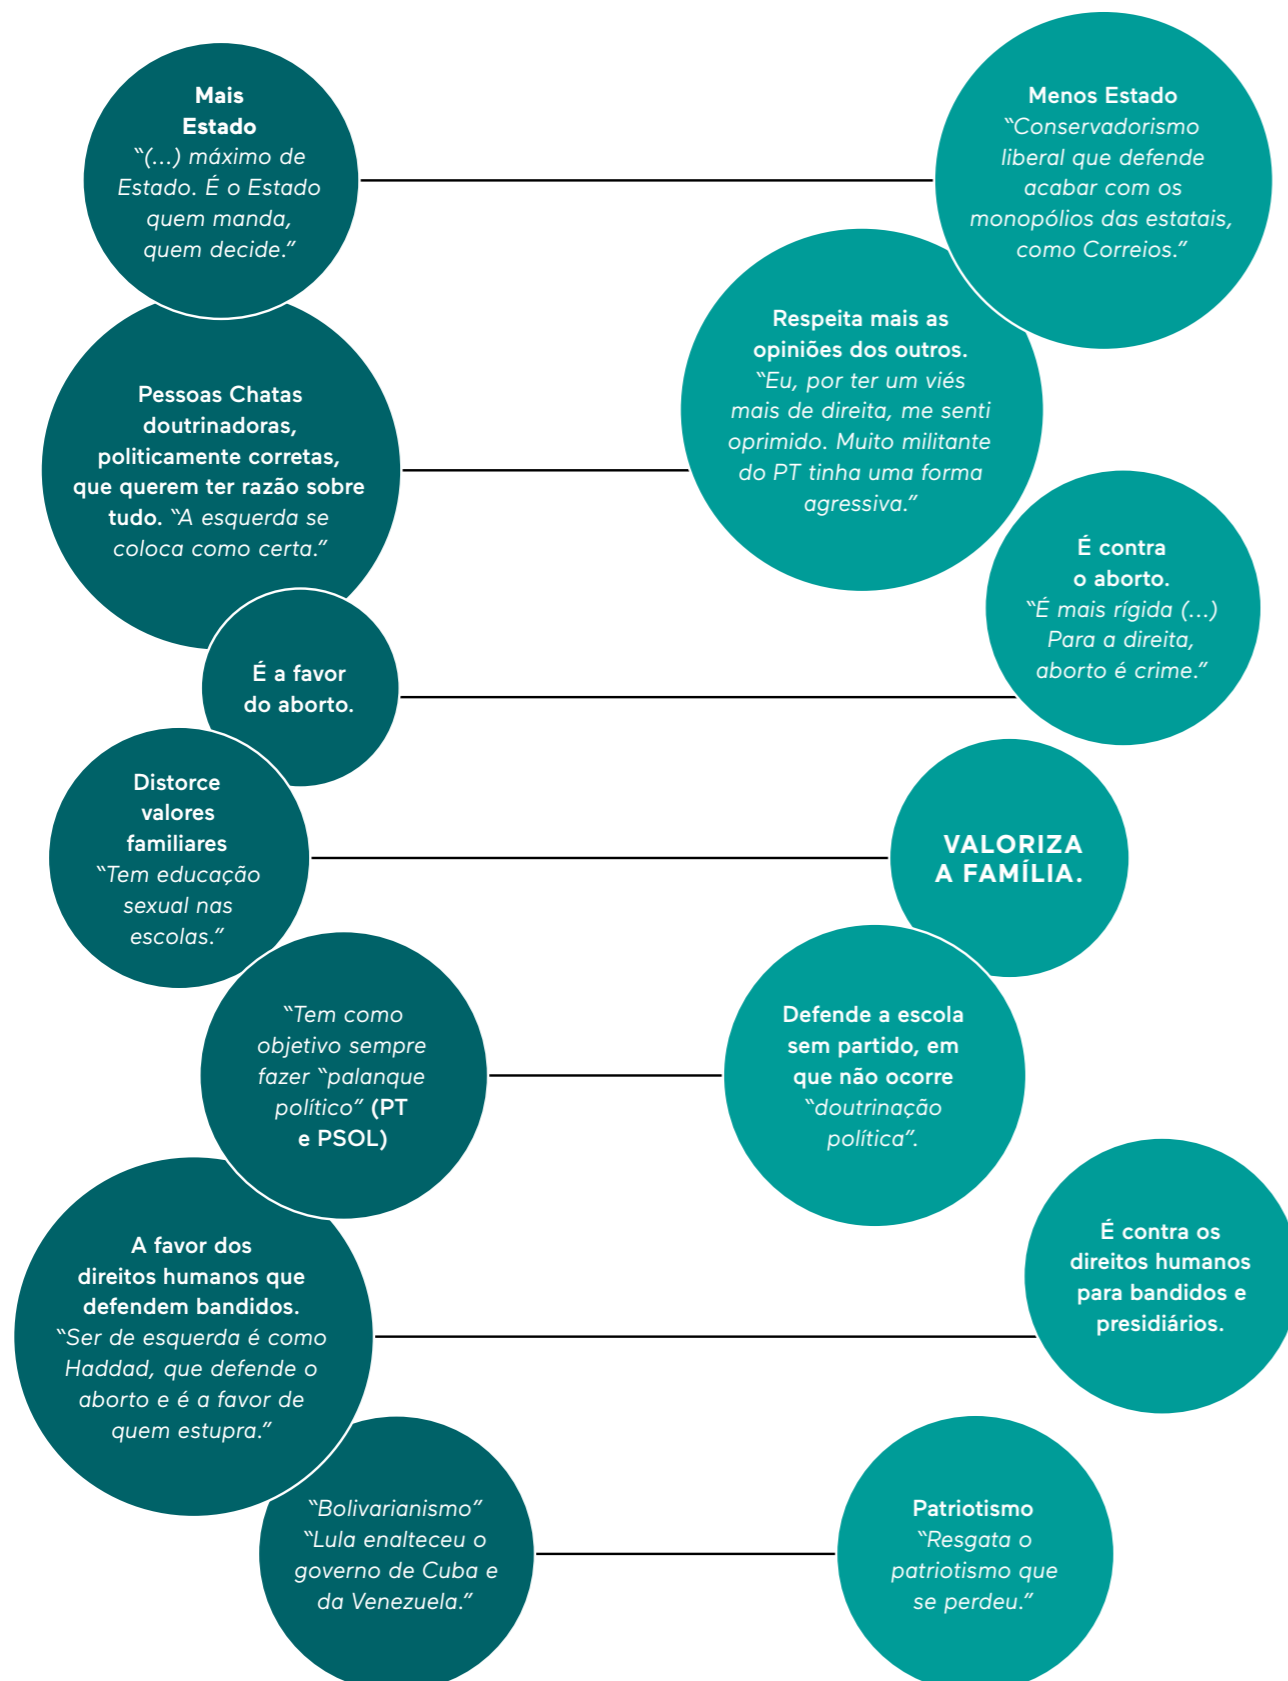 Mais
Estado
“(...) máximo de
Estado. É o Estado
quem manda,
quem decide.”
Menos Estado
“Conservadorismo
liberal que defende
acabar com os
monopólios das estatais,
como Correios.”
Pessoas Chatas
doutrinadoras,
politicamente corretas,
que querem ter razão sobre
tudo. “A esquerda se
coloca como certa.”
Respeita mais as
opiniões dos outros.
“Eu, por ter um viés
mais de direita, me senti
oprimido. Muito militante
do PT tinha uma forma
agressiva.”
É a favor
do aborto.
É contra
o aborto.
“É mais rígida (...)
Para a direita,
aborto é crime.”
Distorce
valores
familiares
“Tem educação
sexual nas
escolas.”
VALORIZA
A FAMÍLIA.
“Tem como
objetivo sempre
fazer “palanque
político” (PT
e PSOL)
Defende a escola
sem partido, em
que não ocorre
“doutrinação
política”.
A favor dos
direitos humanos que
defendem bandidos.
“Ser de esquerda é como
Haddad, que defende o
aborto e é a favor de
quem estupra.”
É contra os
direitos humanos
para bandidos e
presidiários.
“Bolivarianismo”
“Lula enalteceu o
governo de Cuba e
da Venezuela.”
Patriotismo
“Resgata o
patriotismo que
se perdeu.”